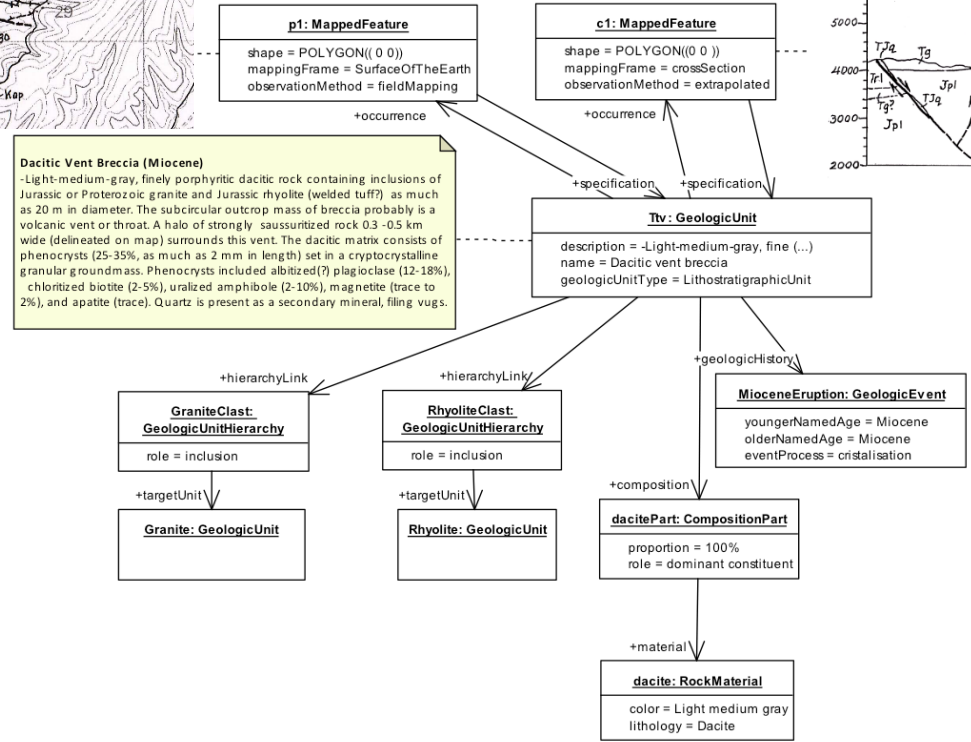 29
Kap
p1: MappedFeature
shape = POLYGON(( 0 0))
mappingFrame = SurfaceOfTheEarth
observationMethod = fieldMapping
c1: MappedFeature
shape = POLYGON((0 0 ))
mappingFrame = crossSection
observationMethod = extrapolated
5000
4000
3000
2000
TJq
Tg
Jpl
Trl
Tg?
TJq
Jpl
+occurrence
+occurrence
+specification
+specification
Dacitic Vent Breccia (Miocene)
-Light-medium-gray, finely porphyritic dacitic rock containing inclusions of
Jurassic or Proterozoic granite and Jurassic rhyolite (welded tuff?) as much
as 20 m in diameter. The subcircular outcrop mass of breccia probably is a
volcanic vent or throat. A halo of strongly saussuritized rock 0.3 -0.5 km
wide (delineated on map) surrounds this vent. The dacitic matrix consists of
phenocrysts (25-35%, as much as 2 mm in length) set in a cryptocrystalline
granular groundmass. Phenocrysts included albitized(?) plagioclase (12-18%),
chloritized biotite (2-5%), uralized amphibole (2-10%), magnetite (trace to
2%), and apatite (trace). Quartz is present as a secondary mineral, filing vugs.
Ttv: GeologicUnit
description = -Light-medium-gray, fine (...)
name = Dacitic vent breccia
geologicUnitType = LithostratigraphicUnit
+hierarchyLink
+hierarchyLink
+geologicHistory
GraniteClast:
GeologicUnitHierarchy
role = inclusion
RhyoliteClast:
GeologicUnitHierarchy
role = inclusion
MioceneEruption: GeologicEvent
youngerNamedAge = Miocene
olderNamedAge = Miocene
eventProcess = cristalisation
+targetUnit
+targetUnit
+composition
Granite: GeologicUnit
Rhyolite: GeologicUnit
dacitePart: CompositionPart
proportion = 100%
role = dominant constituent
+material
dacite: RockMaterial
color = Light medium gray
lithology = Dacite